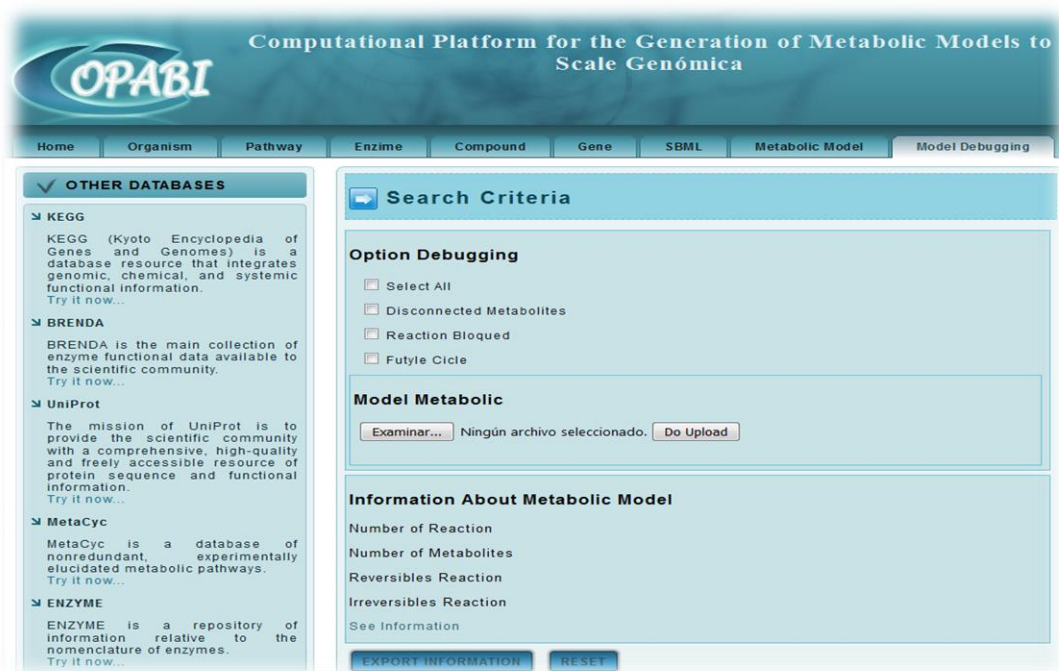 COPABI
Computational Platform for the Generation of Metabolic Models to
Scale Genómica
Home Organism Pathway Enzime Compound Gene SBML Metabolic Model Model Debugging
OTHER DATABASES
KEGG
KEGG (Kyoto Encyclopedia of
Genes and Genomes) is a
database resource that integrates
genomic, chemical, and systemic
functional information.
Try it now...
BRENDA
BRENDA is the main collection of
enzyme functional data available to
the scientific community.
Try it now...
UniProt
The mission of UniProt is to
provide the scientific community
with a comprehensive, high-quality
and freely accessible resource of
protein sequence and functional
information.
Try it now...
MetaCyc
MetaCyc is a database of
nonredundant, experimentally
elucidated metabolic pathways.
Try it now...
ENZYME
ENZYME is a repository of
information relative to the
nomenclature of enzymes.
Try it now...
Search Criteria
Option Debugging
Select All
Disconnected Metabolites
Reaction Bloqued
Futyle Cicle
Model Metabolic
Examinar... Ningún archivo seleccionado. Do Upload
Information About Metabolic Model
Number of Reaction
Number of Metabolites
Reversibles Reaction
Irreversibles Reaction
See Information
EXPORT INFORMATION RESET